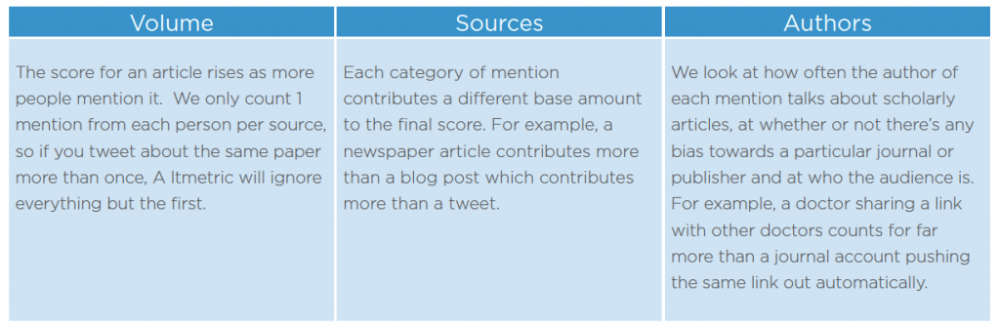 Volume
The score for an article rises as more
people mention it.  We only count 1
mention from each person per source,
so if you tweet about the same paper
more than once, A ltmetric will ignore
everything but the first.
Sources
Each category of mention
contributes a different base amount
to the final score. For example, a
newspaper article contributes more
than a blog post which contributes
more than a tweet.
Authors
We look at how often the author of
each mention talks about scholarly
articles, at whether or not there’s any
bias towards a particular journal or
publisher and at who the audience is.
For example, a doctor sharing a link
with other doctors counts for far
more than a journal account pushing
the same link out automatically.